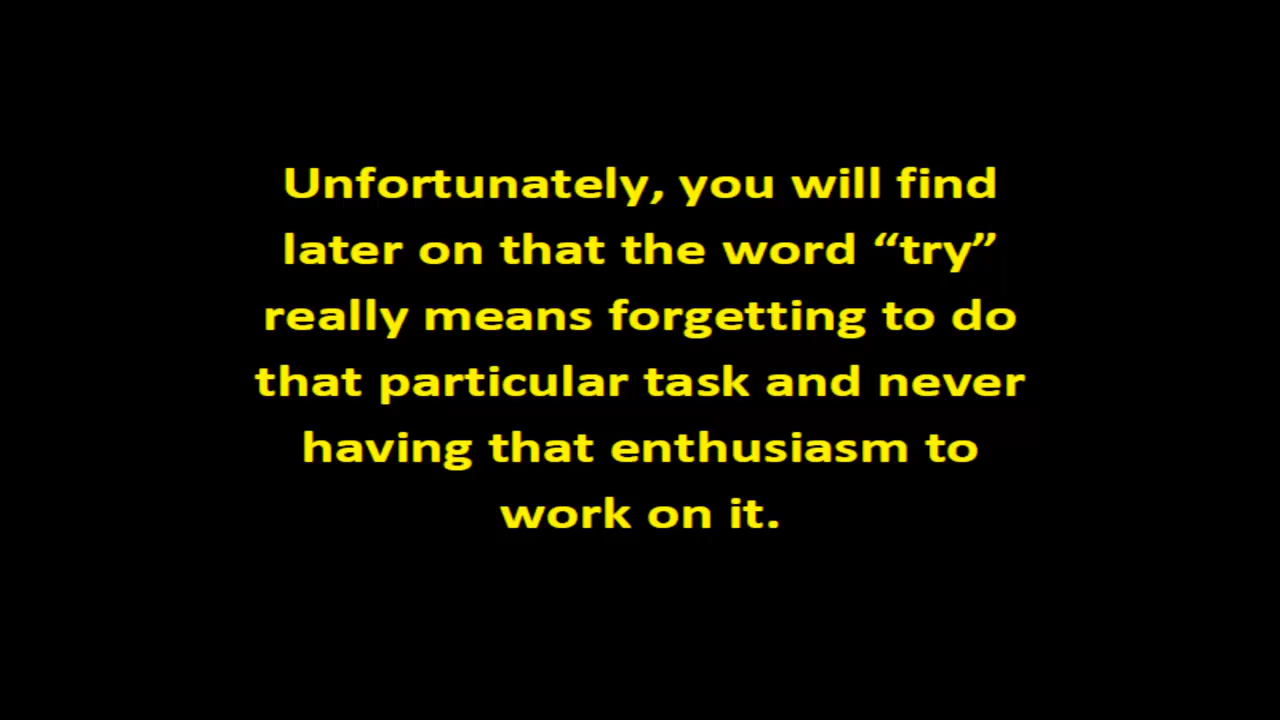 Unfortunately, you will find
later on that the word “try”
really means forgetting to do
that particular task and never
having that enthusiasm to
work on it.